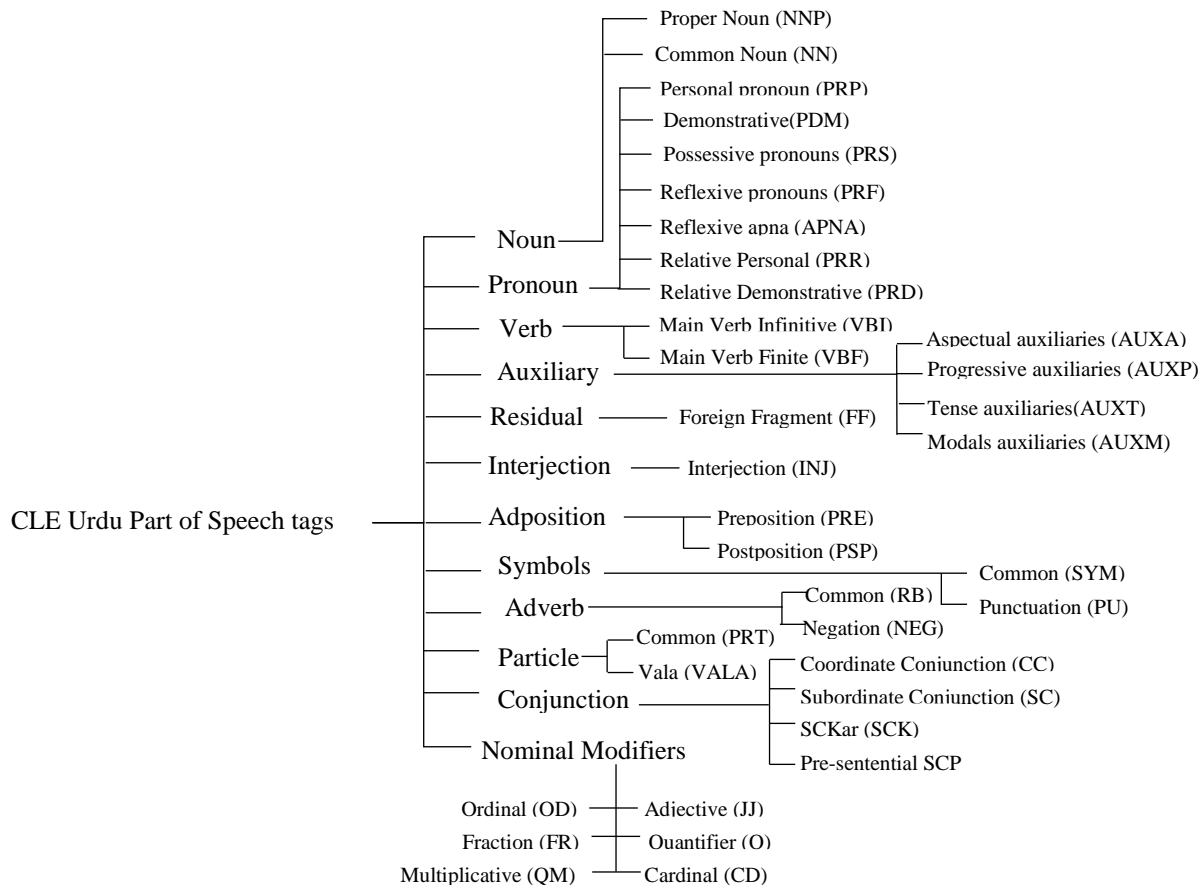 Proper Noun (NNP)
Common Noun (NN)
Personal pronoun (PRP)
Demonstrative(PDM)
Possessive pronouns (PRS)
Reflexive pronouns (PRF)
Reflexive apna (APNA)
Noun
Relative Personal (PRR)
Pronoun
Relative Demonstrative (PRD)
Verb
Main Verb Infinitive (VBI)
Main Verb Finite (VBF)
Aspectual auxiliaries (AUXA)
Auxiliary
Progressive auxiliaries (AUXP)
Tense auxiliaries(AUXT)
Modals auxiliaries (AUXM)
Residual
Foreign Fragment (FF)
Interjection
Interjection (INJ)
CLE Urdu Part of Speech tags
Adposition
Preposition (PRE)
Postposition (PSP)
Symbols
Common (SYM)
Punctuation (PU)
Adverb
Common (RB)
Negation (NEG)
Particle
Common (PRT)
Vala (VALA)
Conjunction
Coordinate Conjunction (CC)
Subordinate Conjunction (SC)
SCKar (SCK)
Pre-sentential SCP
Nominal Modifiers
Ordinal (OD)
Adjective (JJ)
Fraction (FR)
Quantifier (Q)
Multiplicative (QM)
Cardinal (CD)